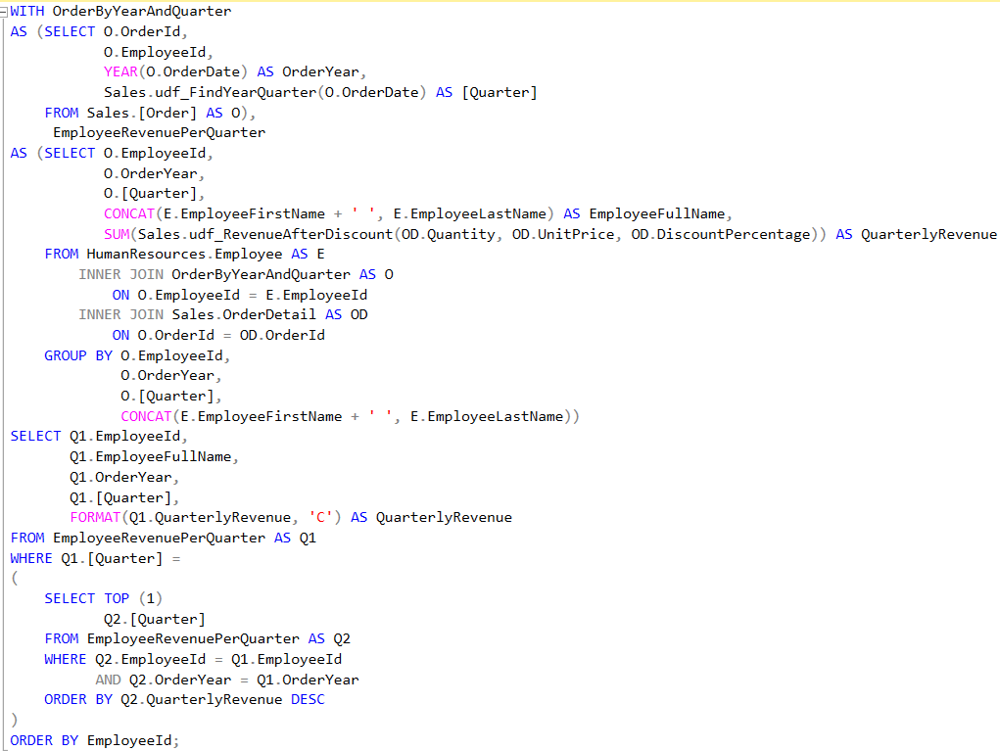 WITH OrderByYearAndQuarter
AS (SELECT O.OrderId,
           O.EmployeeId,
           YEAR(O.OrderDate) AS OrderYear,
           Sales.udf_FindYearQuarter(O.OrderDate) AS [Quarter]
    FROM Sales.[Order] AS O),
     EmployeeRevenuePerQuarter
AS (SELECT O.EmployeeId,
           O.OrderYear,
           O.[Quarter],
           CONCAT(E.EmployeeFirstName + ' ', E.EmployeeLastName) AS EmployeeFullName,
           SUM(Sales.udf_RevenueAfterDiscount(OD.Quantity, OD.UnitPrice, OD.DiscountPercentage)) AS QuarterlyRevenue
    FROM HumanResources.Employee AS E
        INNER JOIN OrderByYearAndQuarter AS O
            ON O.EmployeeId = E.EmployeeId
        INNER JOIN Sales.OrderDetail AS OD
            ON O.OrderId = OD.OrderId
    GROUP BY O.EmployeeId,
             O.OrderYear,
             O.[Quarter],
             CONCAT(E.EmployeeFirstName + ' ', E.EmployeeLastName))
SELECT Q1.EmployeeId,
       Q1.EmployeeFullName,
       Q1.OrderYear,
       Q1.[Quarter],
       FORMAT(Q1.QuarterlyRevenue, 'C') AS QuarterlyRevenue
FROM EmployeeRevenuePerQuarter AS Q1
WHERE Q1.[Quarter] =
(
    SELECT TOP (1)
           Q2.[Quarter]
    FROM EmployeeRevenuePerQuarter AS Q2
    WHERE Q2.EmployeeId = Q1.EmployeeId
          AND Q2.OrderYear = Q1.OrderYear
    ORDER BY Q2.QuarterlyRevenue DESC
)
ORDER BY EmployeeId;